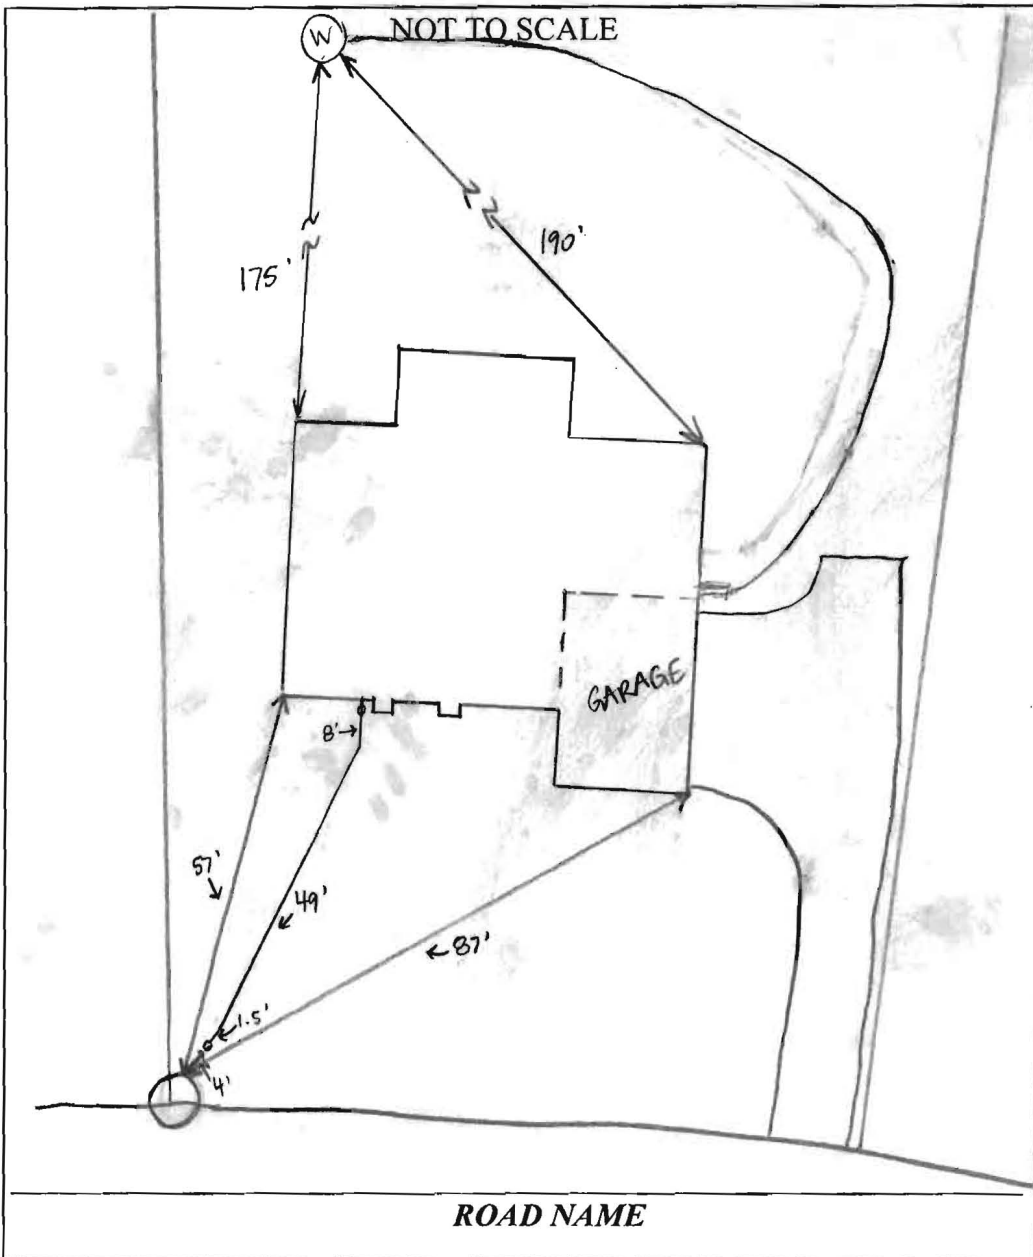 W
NOT TO SCALE
190'
175'
GARAGE
8'→
57'
49'
←87'
←1.5'
4'
ROAD NAME